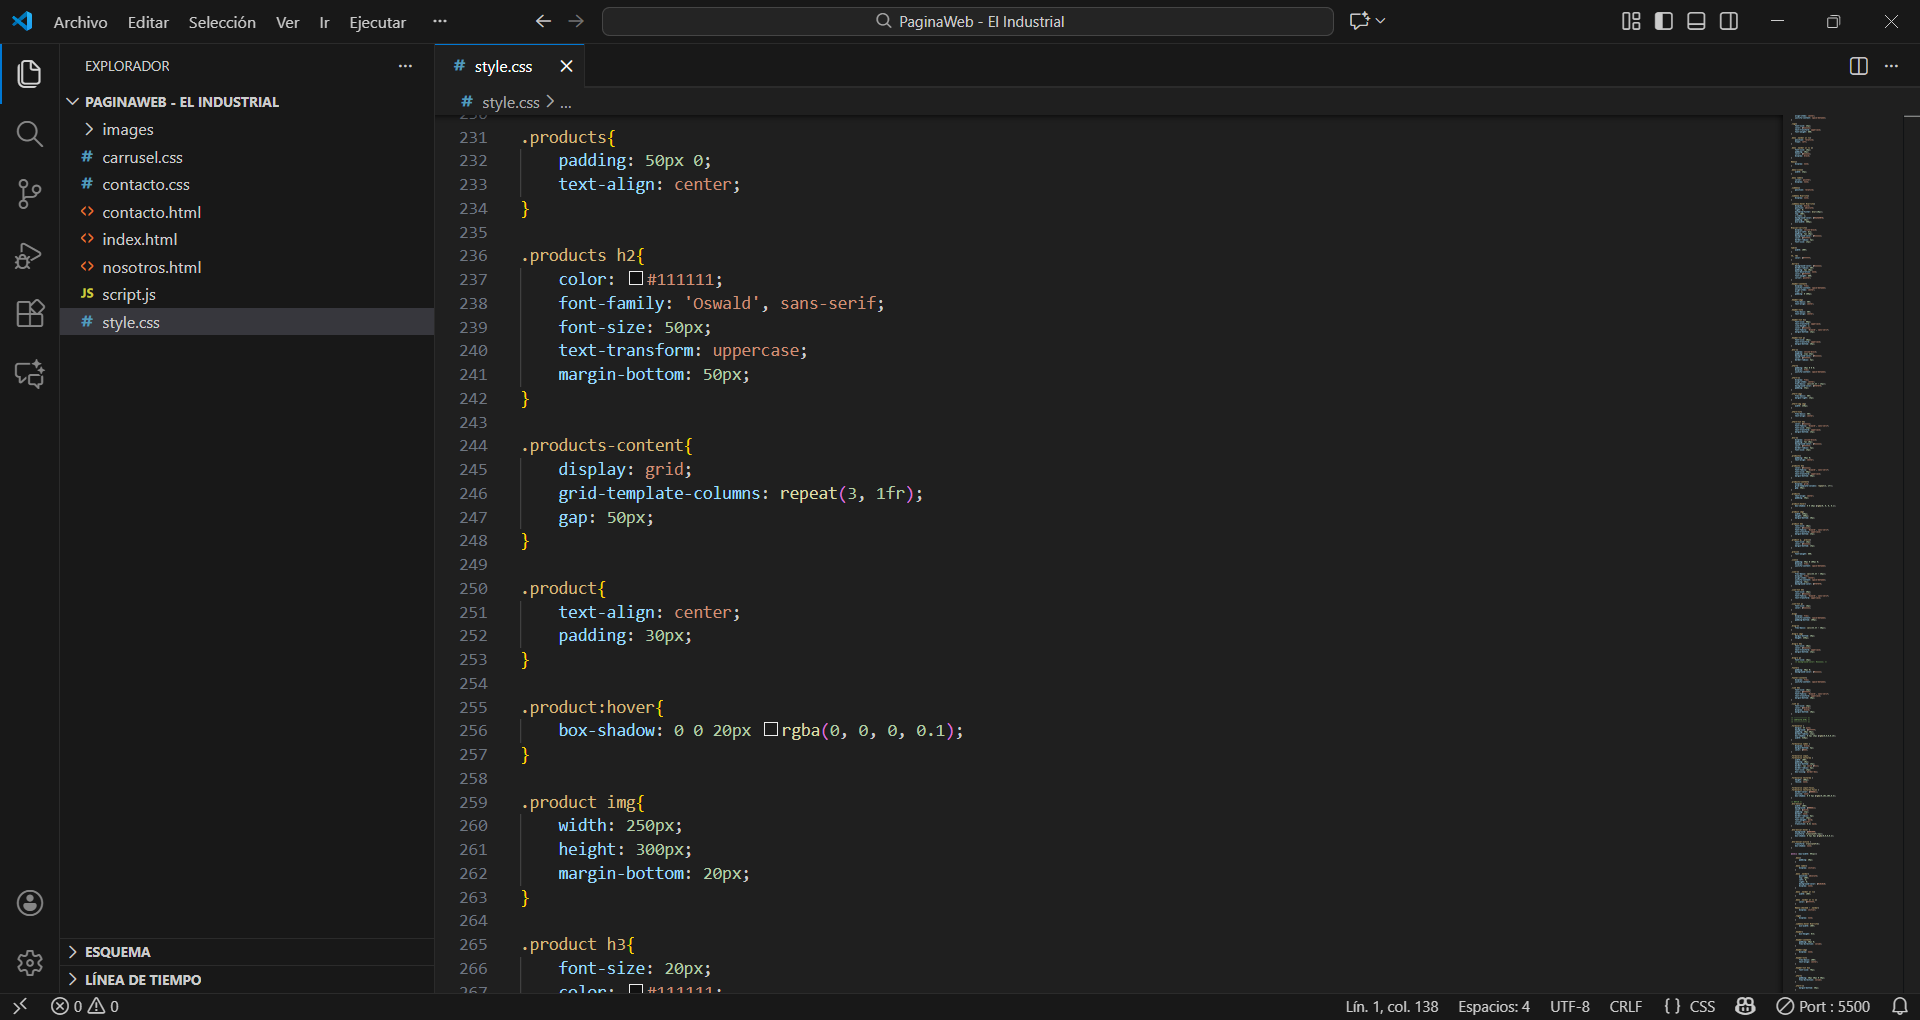 Archivo Editar Selección Ver Ir Ejecutar ...
PaginaWeb - El Industrial
EXPLORADOR
PAGINAWEB - EL INDUSTRIAL
images
# carrusel.css
# contacto.css
<> contacto.html
<> index.html
<> nosotros.html
JS script.js
# style.css
ESQUEMA
LÍNEA DE TIEMPO
# style.css
# style.css > ...
230
231 .products{
232 padding: 50px 0;
233 text-align: center;
234 }
235
236 .products h2{
237 color: #111111;
238 font-family: 'Oswald', sans-serif;
239 font-size: 50px;
240 text-transform: uppercase;
241 margin-bottom: 50px;
242 }
243
244 .products-content{
245 display: grid;
246 grid-template-columns: repeat(3, 1fr);
247 gap: 50px;
248 }
249
250 .product{
251 text-align: center;
252 padding: 30px;
253 }
254
255 .product:hover{
256 box-shadow: 0 0 20px rgba(0, 0, 0, 0.1);
257 }
258
259 .product img{
260 width: 250px;
261 height: 300px;
262 margin-bottom: 20px;
263 }
264
265 .product h3{
266 font-size: 20px;
267 color: #111111;
0 0
Lín. 1, col. 138 Espacios: 4 UTF-8 CRLF {} CSS Port : 5500